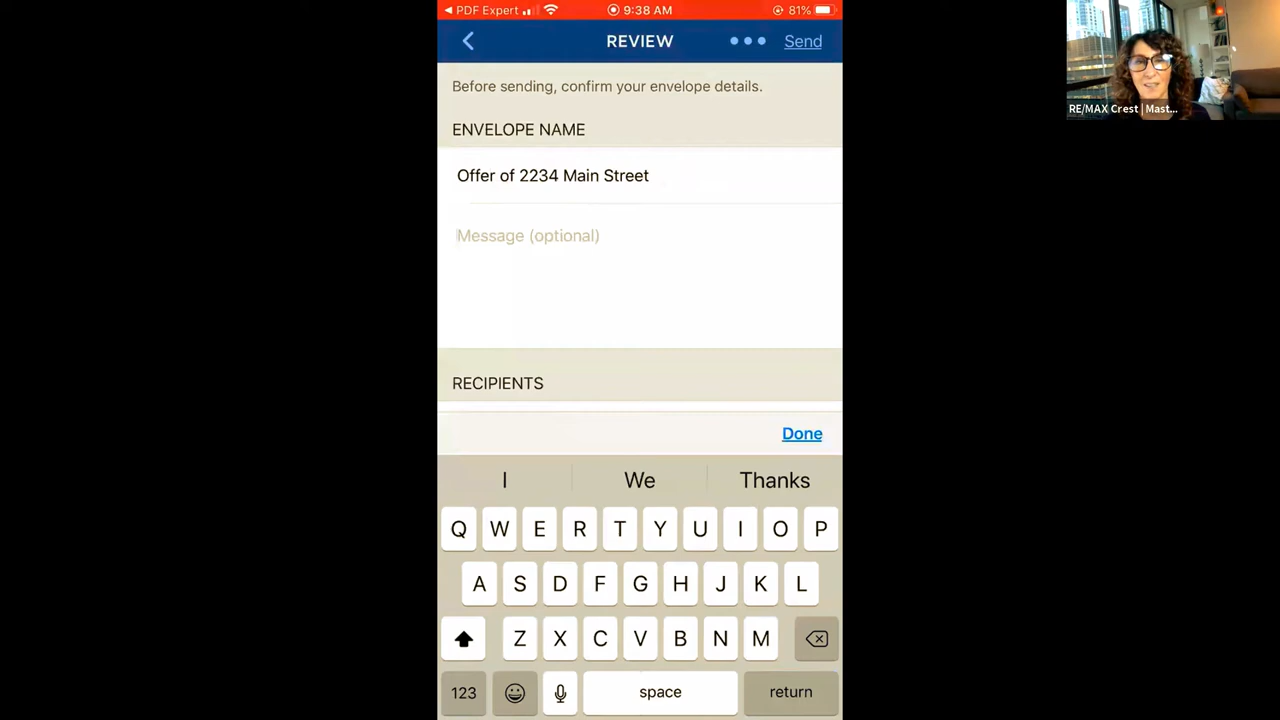 PDF Expert 9:38 AM 81%
REVIEW Send
Before sending, confirm your envelope details.
ENVELOPE NAME
Offer of 2234 Main Street
Message (optional)
RECIPIENTS
Done
I We Thanks
Q W E R T Y U I O P
A S D F G H J K L
Z X C V B N M
123 space return
RE/MAX Crest | Mast...